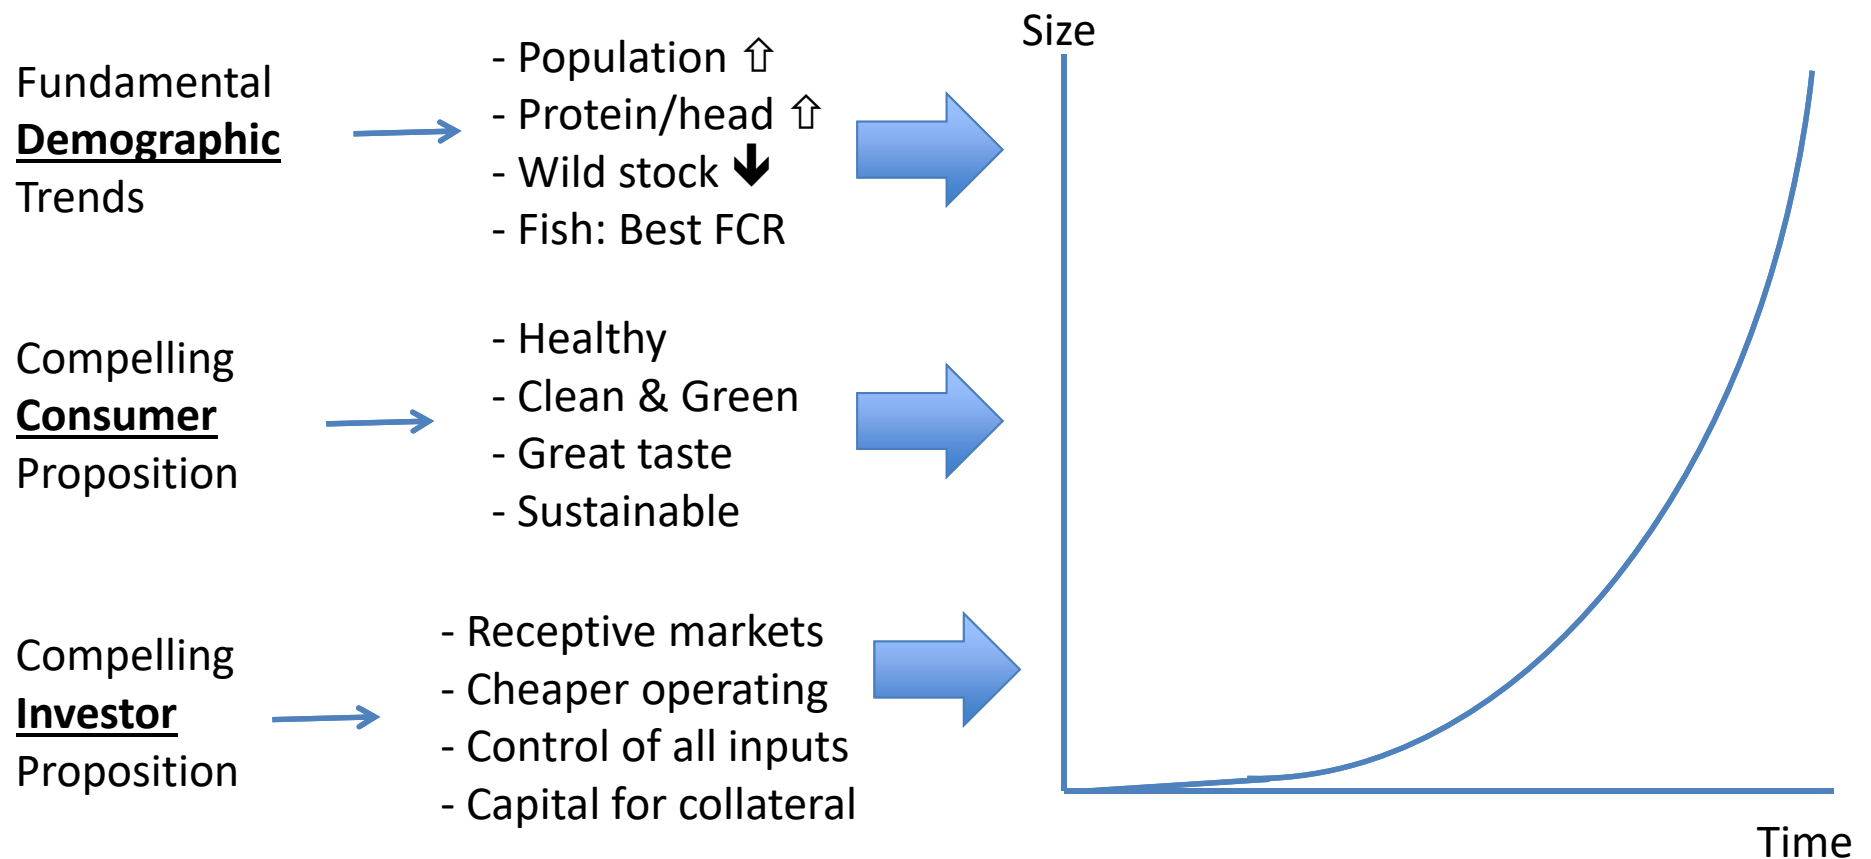 Fundamental
Demographic
Trends
- Population ⇧
- Protein/head ⇧
- Wild stock 🡫
- Fish: Best FCR
Compelling
Consumer
Proposition
- Healthy
- Clean & Green
- Great taste
- Sustainable
Compelling
Investor
Proposition
- Receptive markets
- Cheaper operating
- Control of all inputs
- Capital for collateral
Size
Time